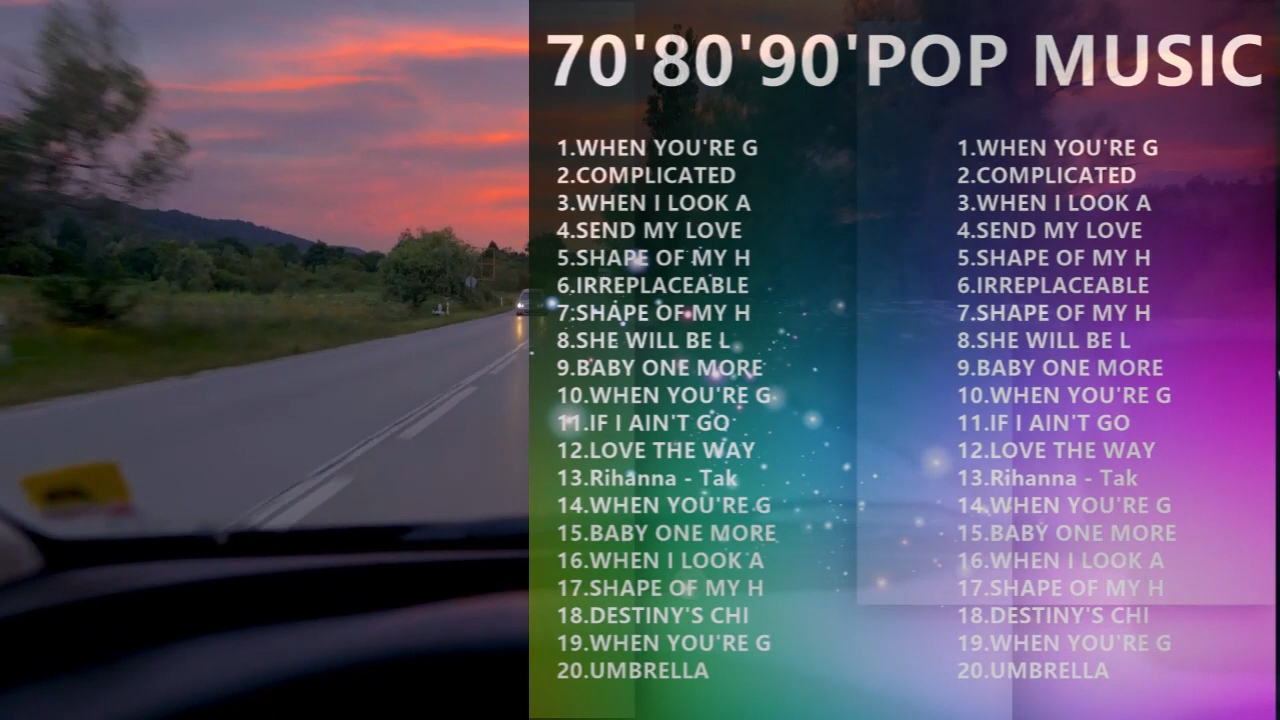 70'80'90'POP MUSIC
1.WHEN YOU'RE G
2.COMPLICATED
3.WHEN I LOOK A
4.SEND MY LOVE
5.SHAPE OF MY H
6.IRREPLACEABLE
7.SHAPE OF MY H
8.SHE WILL BE L
9.BABY ONE MORE
10.WHEN YOU'RE G
11.IF I AIN'T GO
12.LOVE THE WAY
13.Rihanna - Tak
14.WHEN YOU'RE G
15.BABY ONE MORE
16.WHEN I LOOK A
17.SHAPE OF MY H
18.DESTINY'S CHI
19.WHEN YOU'RE G
20.UMBRELLA
1.WHEN YOU'RE G
2.COMPLICATED
3.WHEN I LOOK A
4.SEND MY LOVE
5.SHAPE OF MY H
6.IRREPLACEABLE
7.SHAPE OF MY H
8.SHE WILL BE L
9.BABY ONE MORE
10.WHEN YOU'RE G
11.IF I AIN'T GO
12.LOVE THE WAY
13.Rihanna - Tak
14.WHEN YOU'RE G
15.BABY ONE MORE
16.WHEN I LOOK A
17.SHAPE OF MY H
18.DESTINY'S CHI
19.WHEN YOU'RE G
20.UMBRELLA